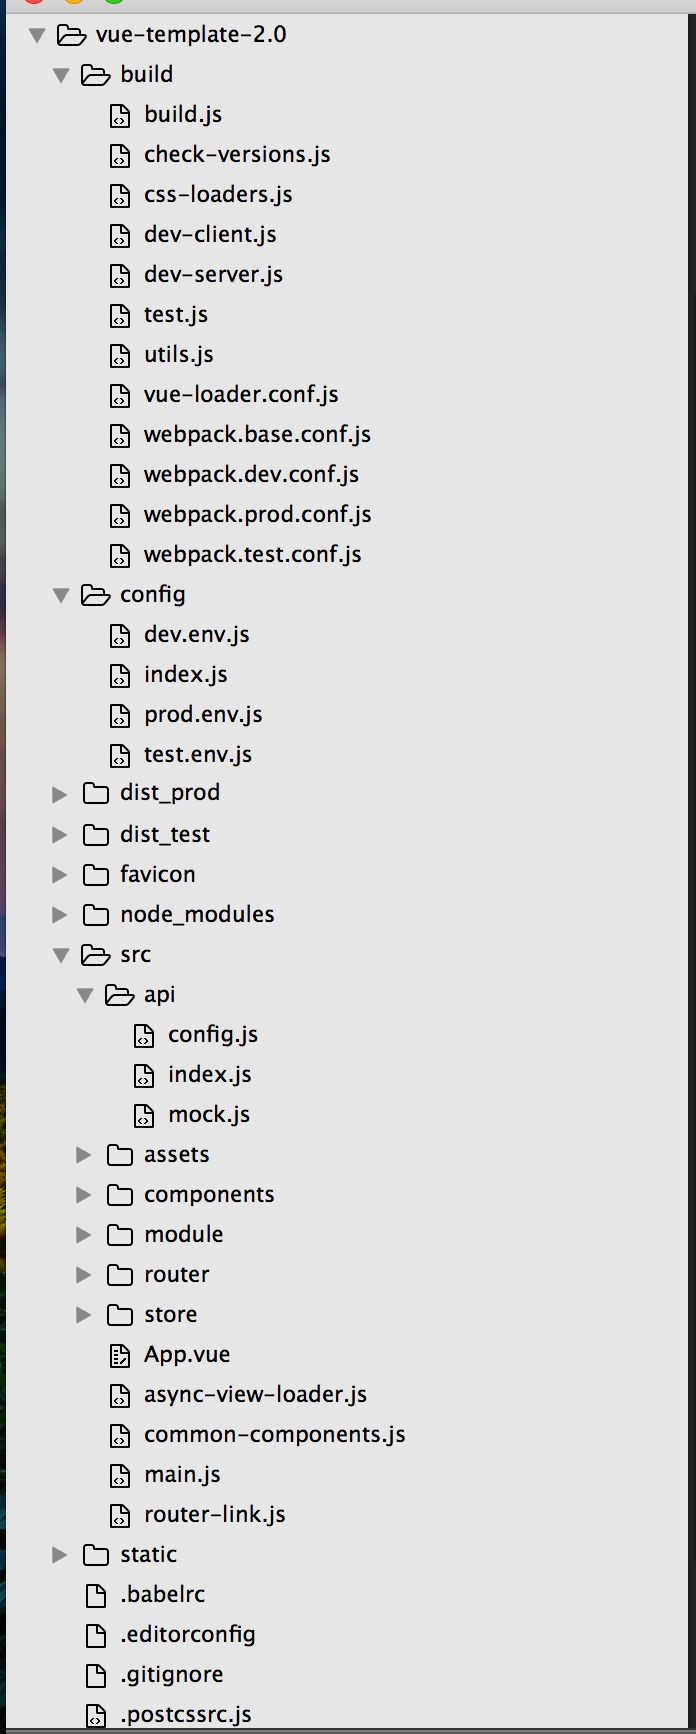 vue-template-2.0
build
build.js
check-versions.js
css-loaders.js
dev-client.js
dev-server.js
test.js
utils.js
vue-loader.conf.js
webpack.base.conf.js
webpack.dev.conf.js
webpack.prod.conf.js
webpack.test.conf.js
config
dev.env.js
index.js
prod.env.js
test.env.js
dist_prod
dist_test
favicon
node_modules
src
api
config.js
index.js
mock.js
assets
components
module
router
store
App.vue
async-view-loader.js
common-components.js
main.js
router-link.js
static
.babelrc
.editorconfig
.gitignore
.postcssrc.js